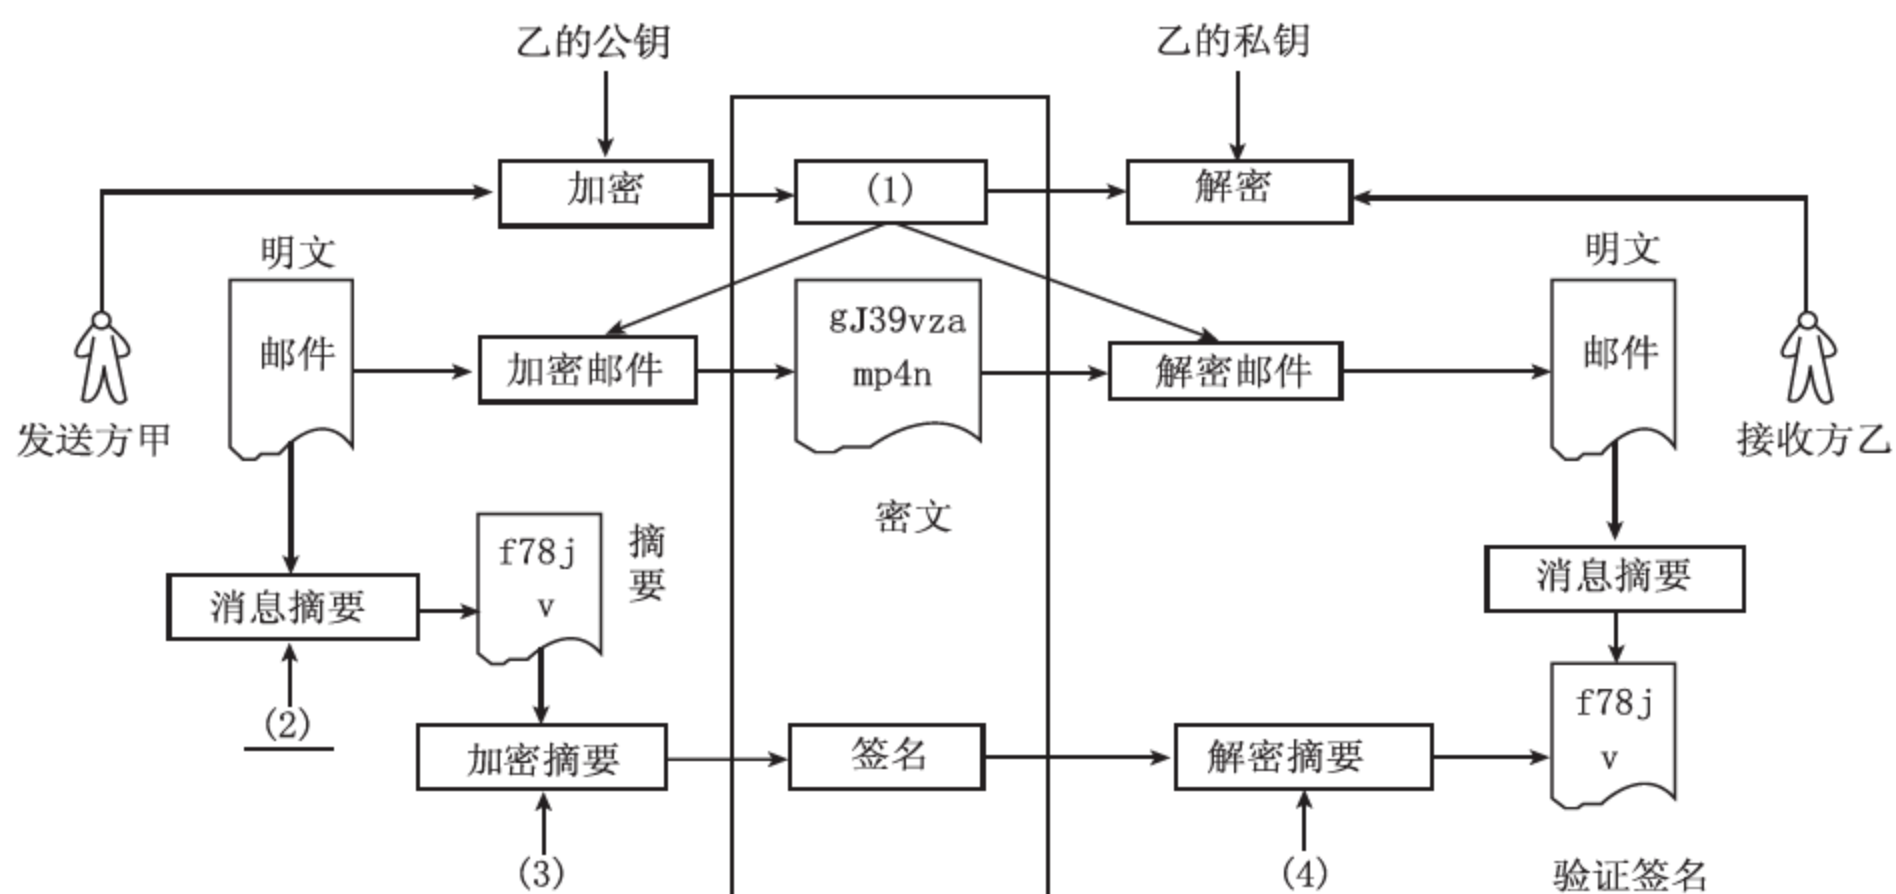 乙的公钥
乙的私钥
加密
(1)
解密
明文
明文
邮件
加密邮件
gJ39vza
mp4n
解密邮件
邮件
发送方甲
接收方乙
密文
f78j
v
摘
要
消息摘要
消息摘要
(2)
加密摘要
签名
解密摘要
f78j
v
(3)
(4)
验证签名